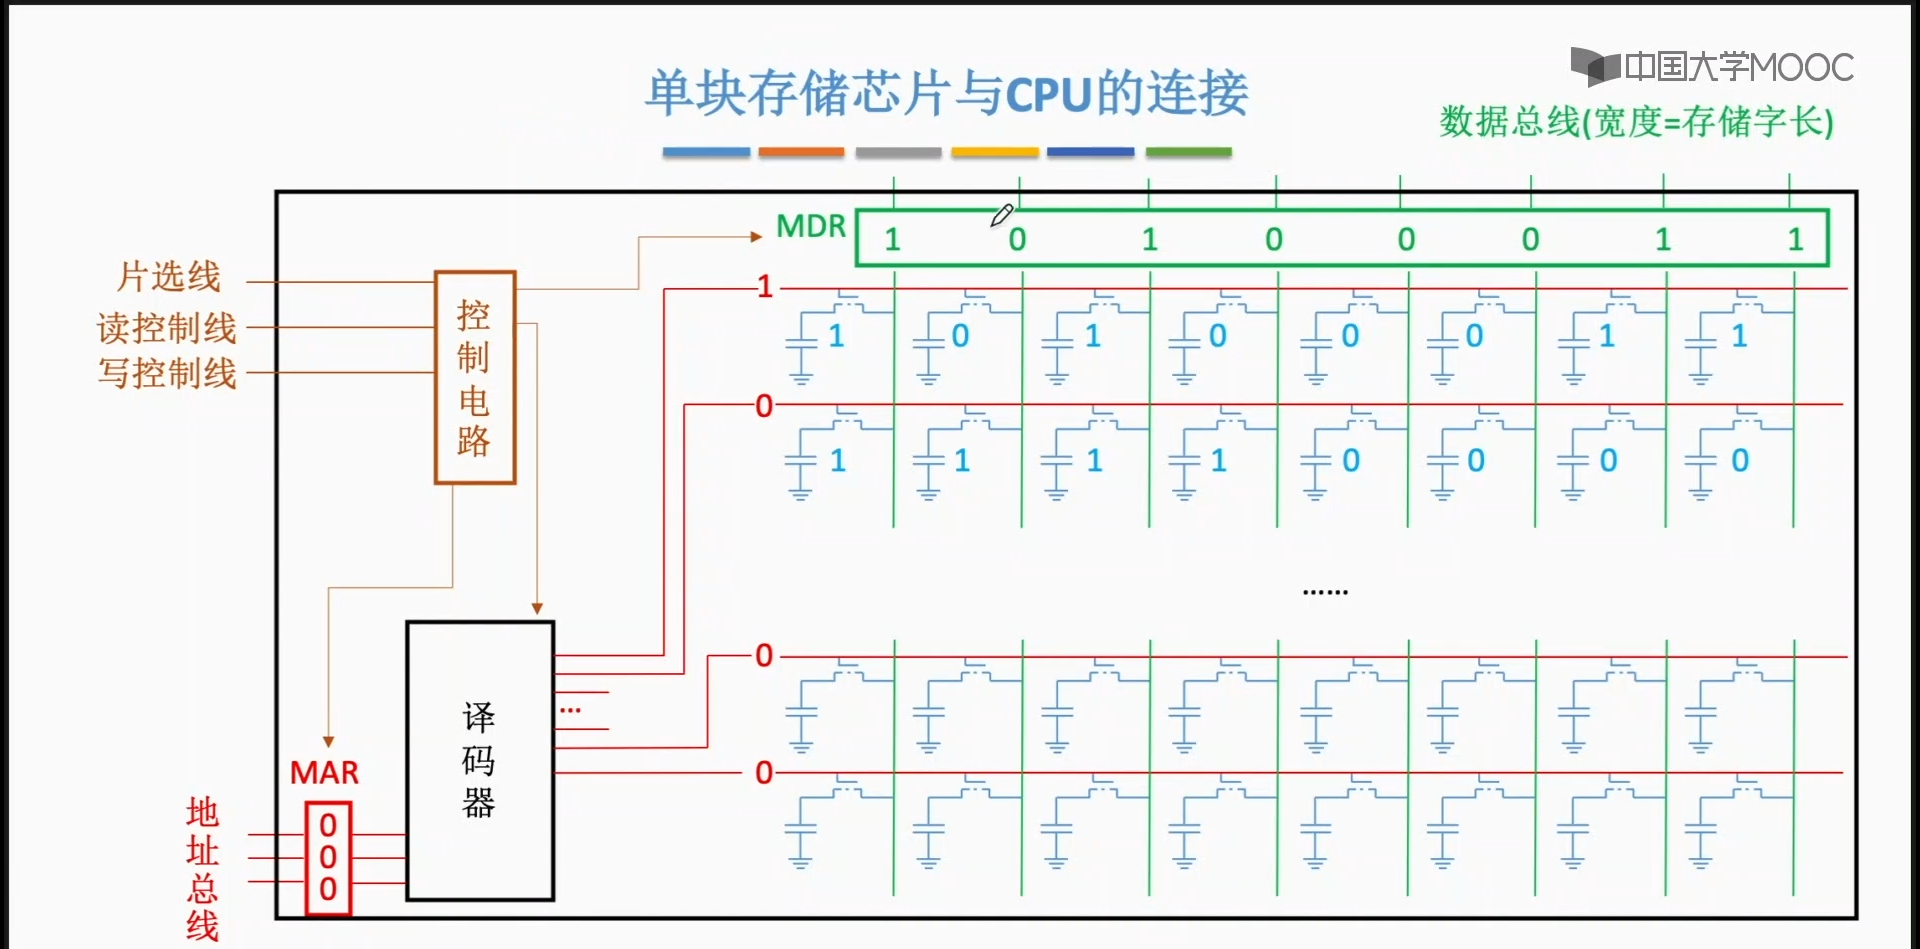 中国大学MOOC
单块存储芯片与CPU的连接
数据总线(宽度=存储字长)
MDR 1 0 1 0 0 0 1 1
片选线
读控制线
写控制线
控制电路
1
1 0 1 0 0 0 1 1
0
1 1 1 1 0 0 0 0
......
0
译码器
...
0
MAR
地址总线
0
0
0